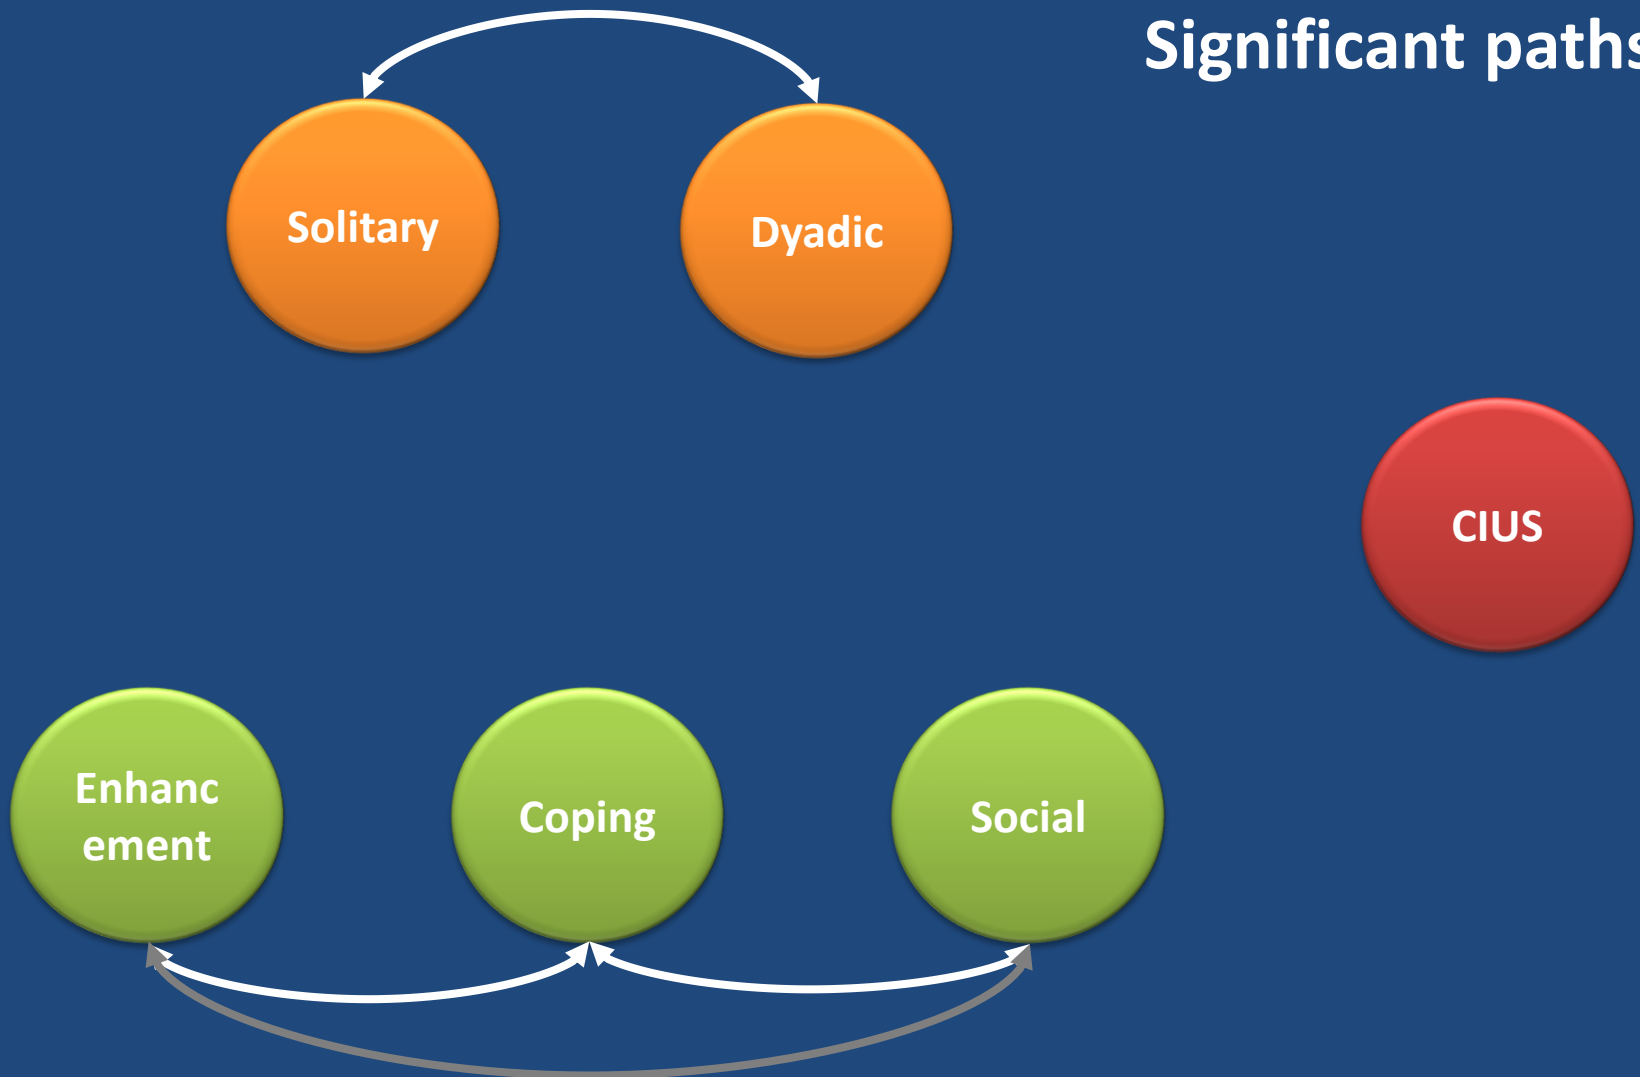 Significant paths
Solitary
Dyadic
CIUS
Enhanc
ement
Coping
Social